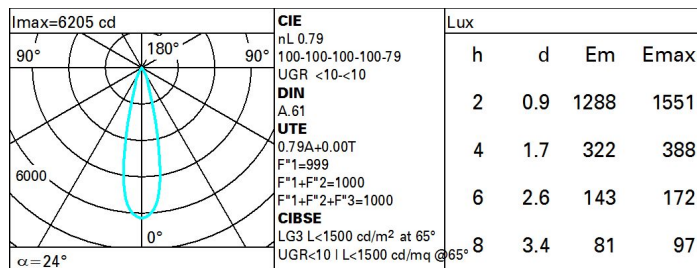 Imax=6205 cd
90° 180° 90°
6000
0°
α=24°
CIE
nL 0.79
100-100-100-100-79
UGR <10-<10
DIN
A.61
UTE
0.79A+0.00T
F"1=999
F"1+F"2=1000
F"1+F"2+F"3=1000
CIBSE
LG3 L<1500 cd/m² at 65°
UGR<10 | L<1500 cd/mq @65°
Lux
h d Em Emax
2 0.9 1288 1551
4 1.7 322 388
6 2.6 143 172
8 3.4 81 97